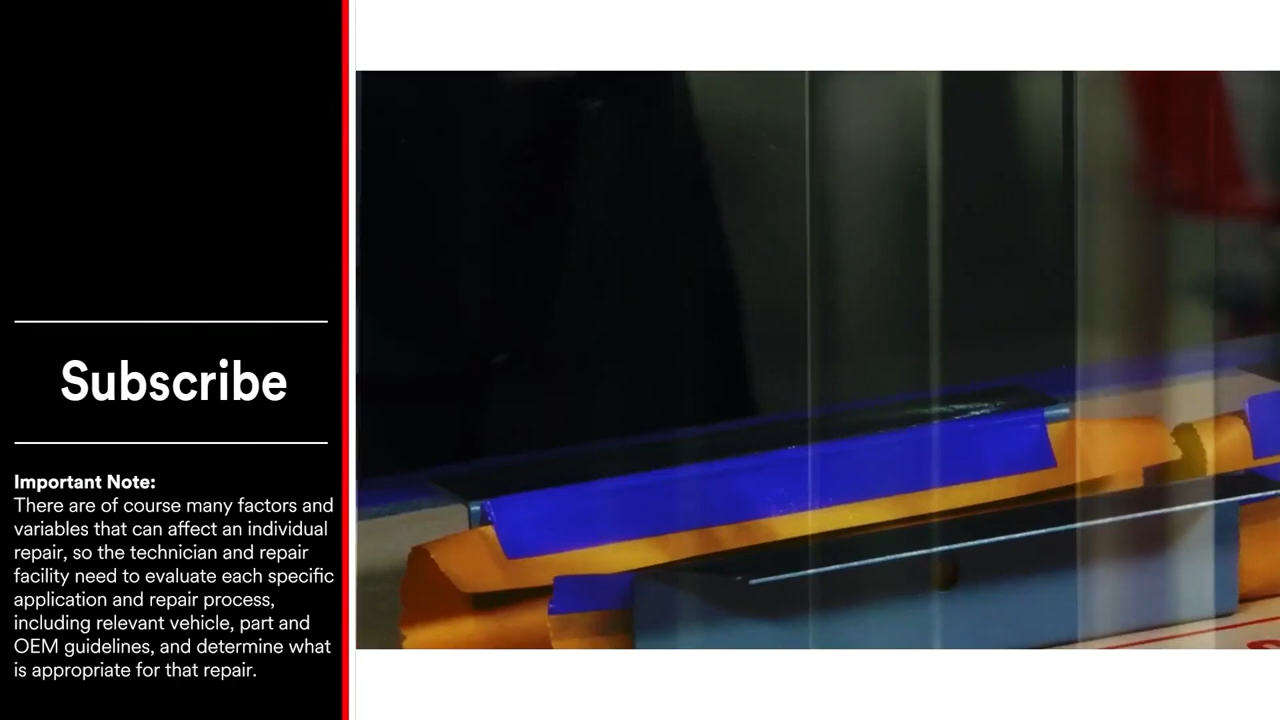 Subscribe
Important Note:
There are of course many factors and
variables that can affect an individual
repair, so the technician and repair
facility need to evaluate each specific
application and repair process,
including relevant vehicle, part and
OEM guidelines, and determine what
is appropriate for that repair.